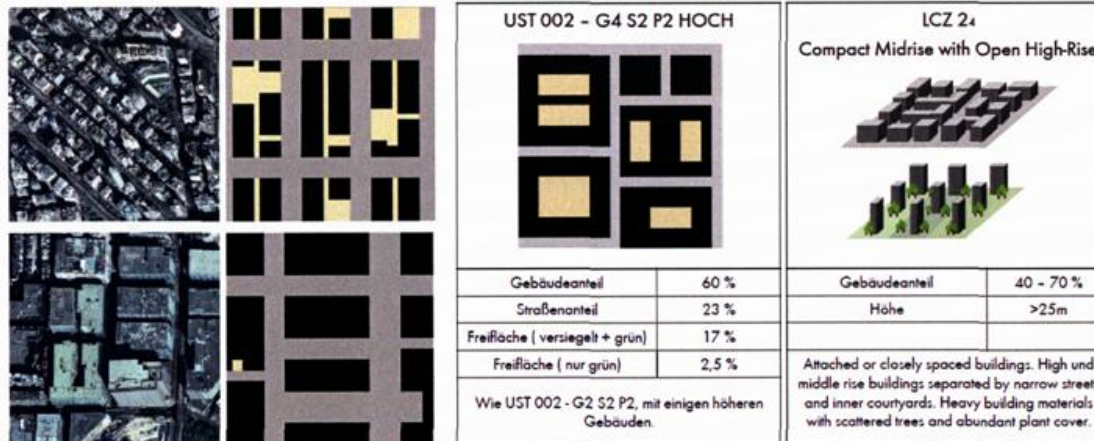 UST 002 – G4 S2 P2 HOCH
Gebäudeanteil 60 %
Straßenanteil 23 %
Freifläche ( versiegelt + grün) 17 %
Freifläche ( nur grün) 2,5 %
Wie UST 002 - G2 S2 P2, mit einigen höheren
Gebäuden.
LCZ 2₄
Compact Midrise with Open High-Rise
Gebäudeanteil 40 – 70 %
Höhe >25m
Attached or closely spaced buildings. High und
middle rise buildings separated by narrow street
and inner courtyards. Heavy building materials
with scattered trees and abundant plant cover.